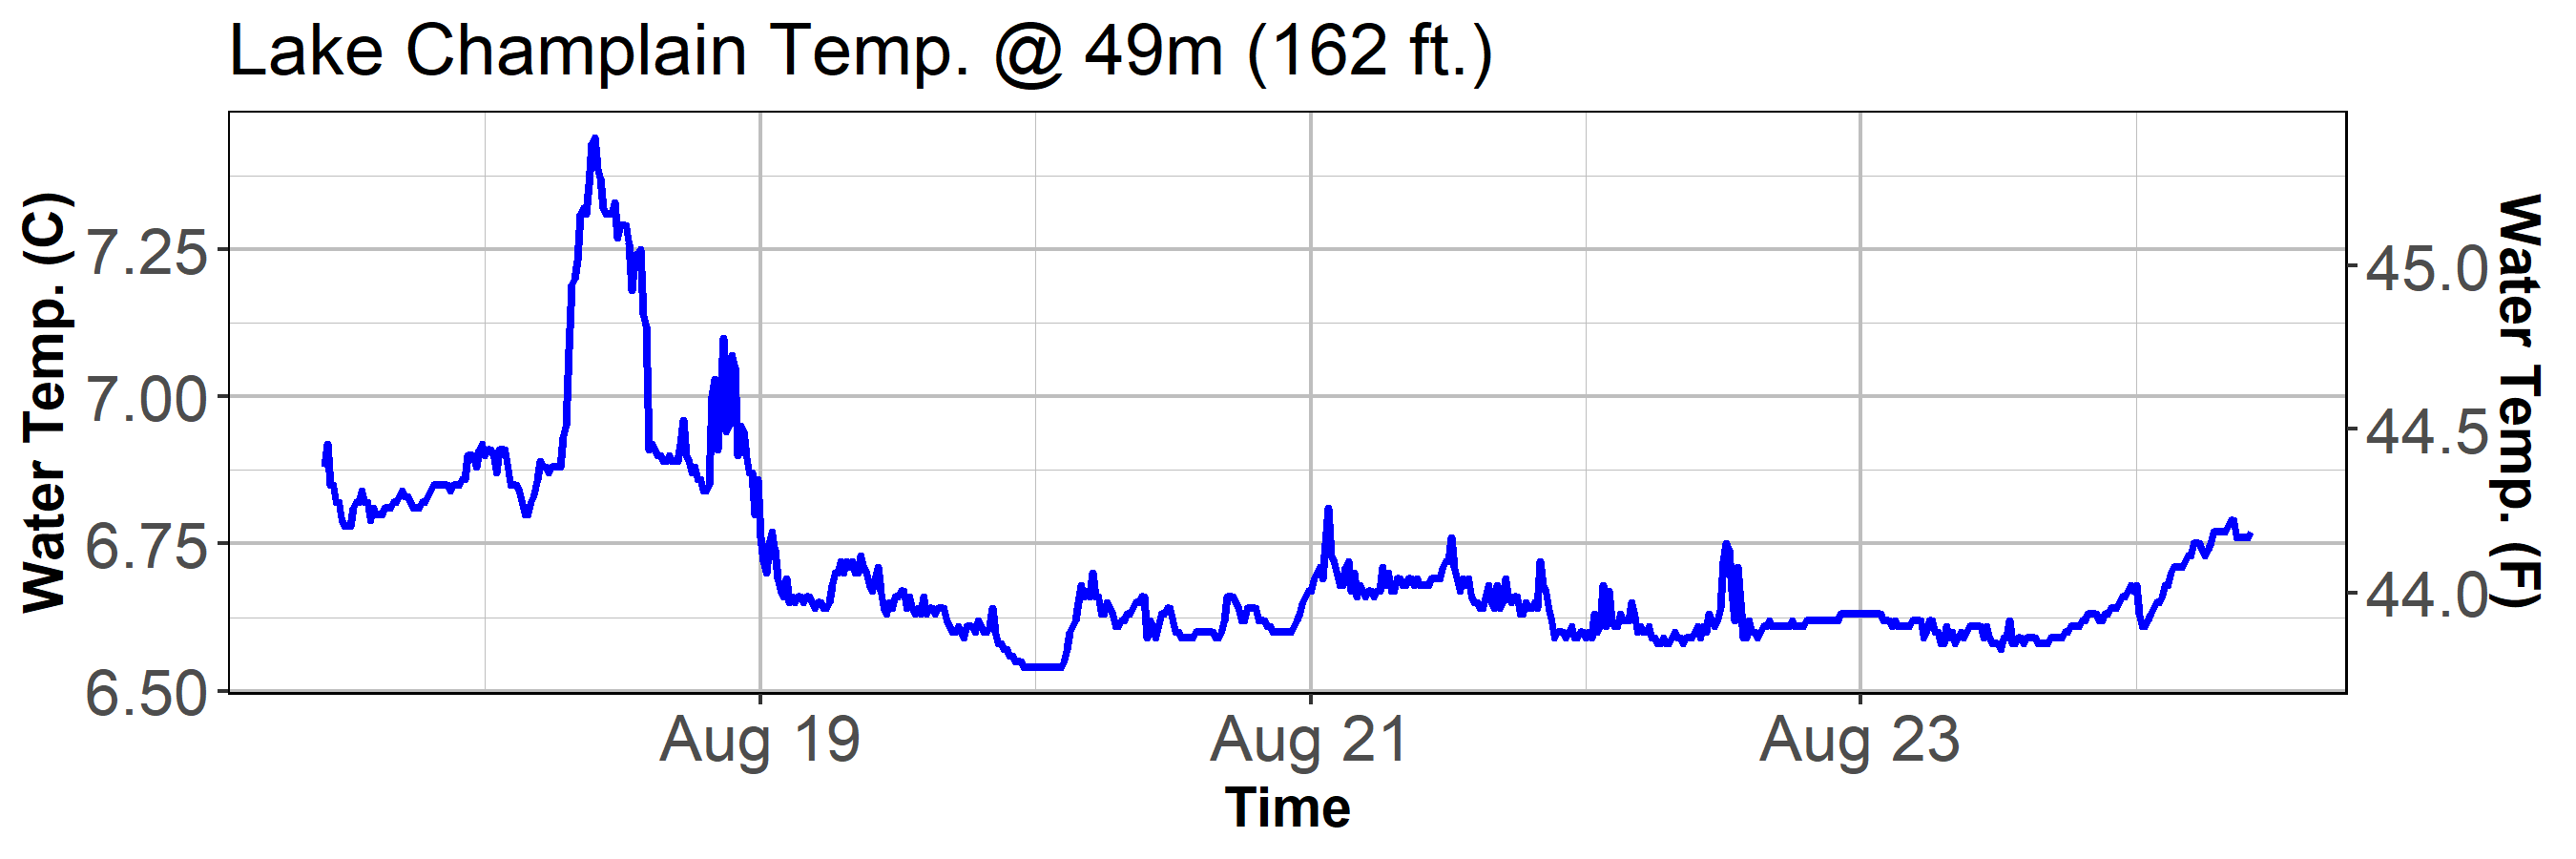 Lake Champlain Temp. @ 49m (162 ft.)
Water Temp. (C)
7.25
7.00
6.75
6.50
45.0
44.5
44.0
Water Temp. (F)
Aug 19
Aug 21
Aug 23
Time